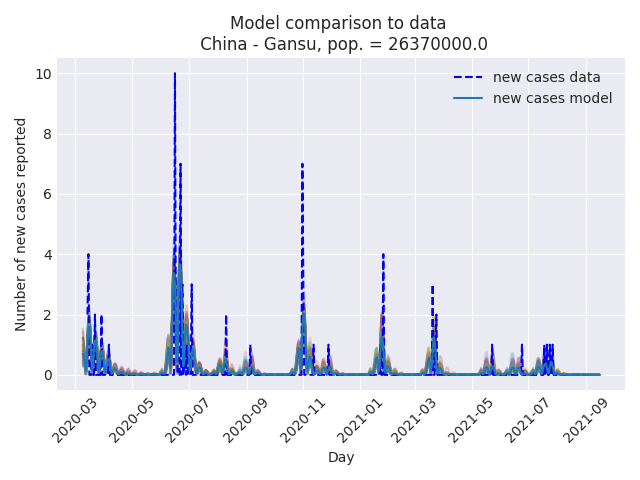 Model comparison to data
China - Gansu, pop. = 26370000.0
new cases data
new cases model
Number of new cases reported
10
8
6
4
2
0
2020-03
2020-05
2020-07
2020-09
2020-11
2021-01
2021-03
2021-05
2021-07
2021-09
Day